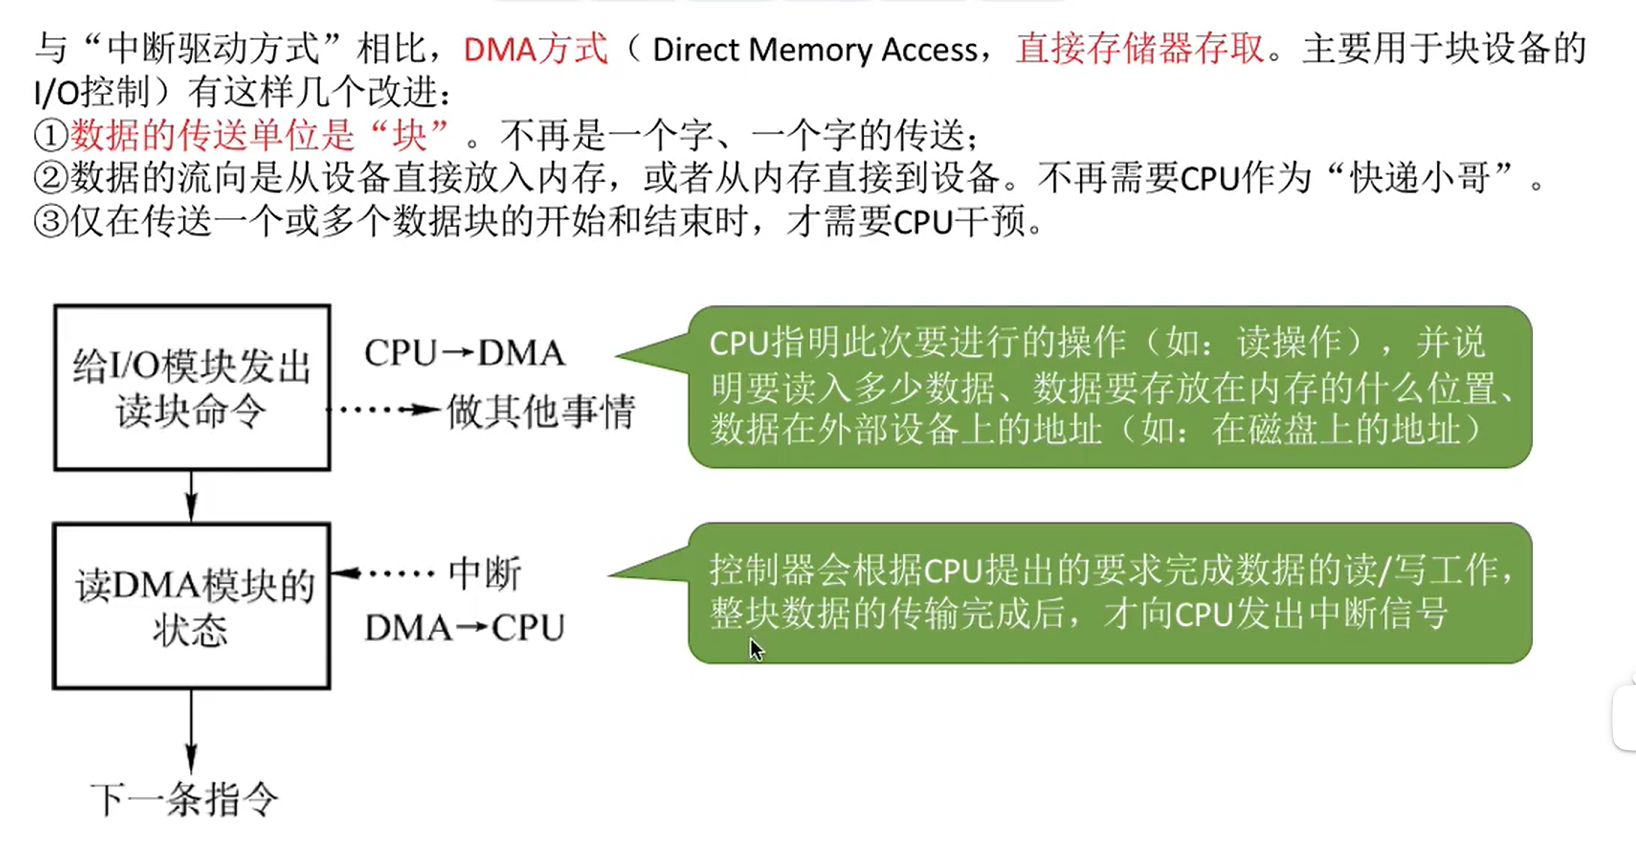 与“中断驱动方式”相比，DMA方式（ Direct Memory Access，直接存储器存取。主要用于块设备的
I/O控制）有这样几个改进：
①数据的传送单位是“块”。不再是一个字、一个字的传送；
②数据的流向是从设备直接放入内存，或者从内存直接到设备。不再需要CPU作为“快递小哥”。
③仅在传送一个或多个数据块的开始和结束时，才需要CPU干预。
给I/O模块发出
读块命令
CPU→DMA
做其他事情
CPU指明此次要进行的操作（如：读操作），并说
明要读入多少数据、数据要存放在内存的什么位置、
数据在外部设备上的地址（如：在磁盘上的地址）
读DMA模块的
状态
中断
DMA→CPU
控制器会根据CPU提出的要求完成数据的读/写工作，
整块数据的传输完成后，才向CPU发出中断信号
下一条指令